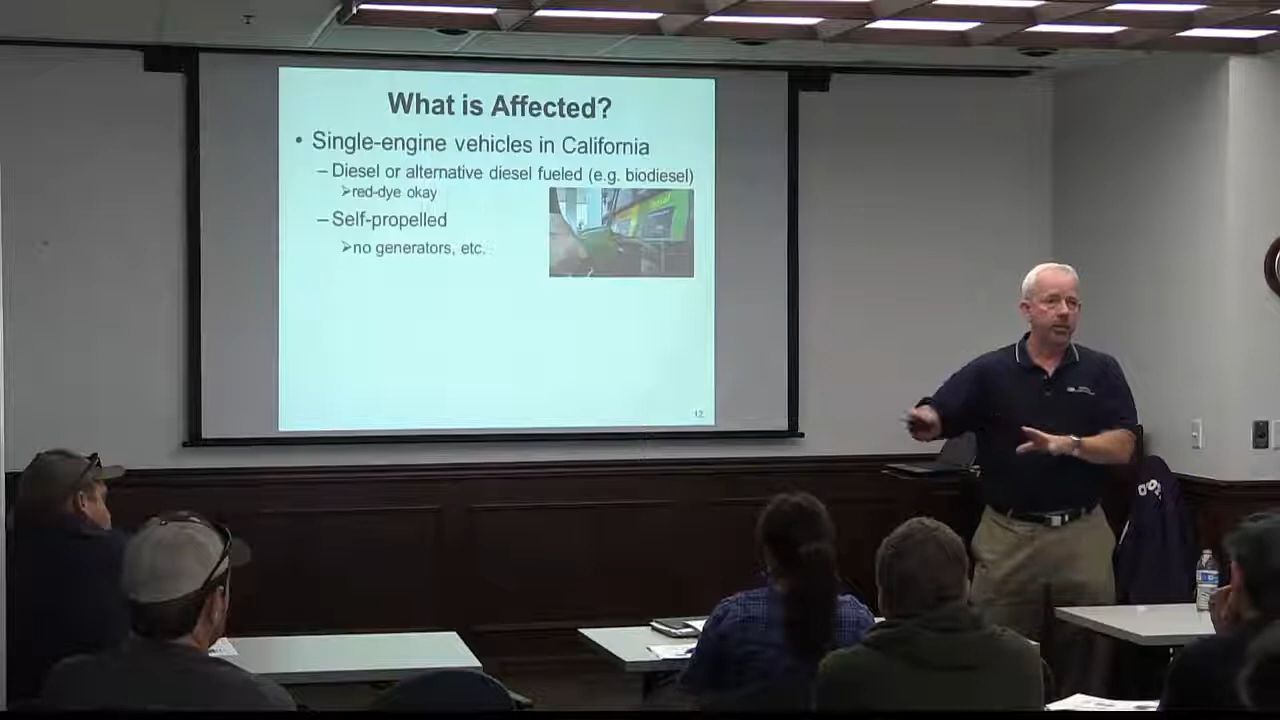 What is Affected?
• Single-engine vehicles in California
– Diesel or alternative diesel fueled (e.g. biodiesel)
➢red-dye okay
– Self-propelled
➢no generators, etc.
12